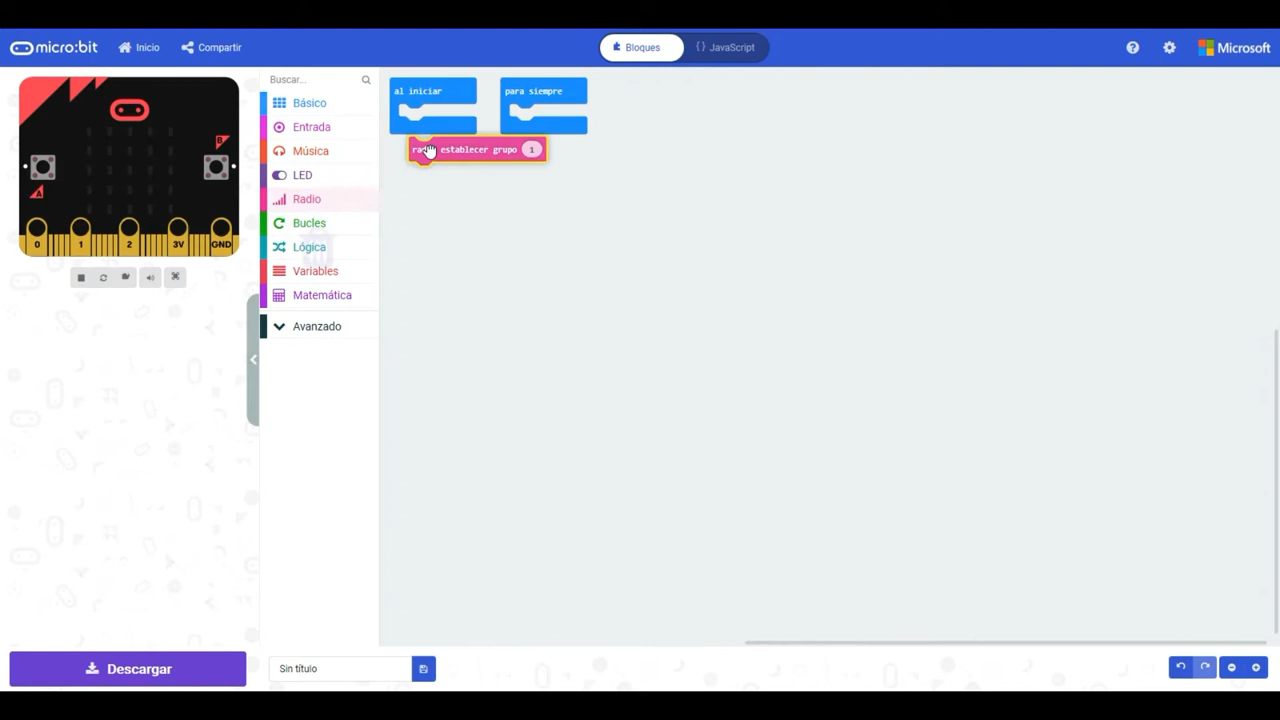 micro:bit Inicio Compartir Bloques {} JavaScript Microsoft
Buscar...
Básico
Entrada
Música
LED
Radio
Bucles
Lógica
Variables
Matemática
Avanzado
al iniciar
para siempre
establecer grupo 1
A
B
0 1 2 3V GND
Descargar
Sin título